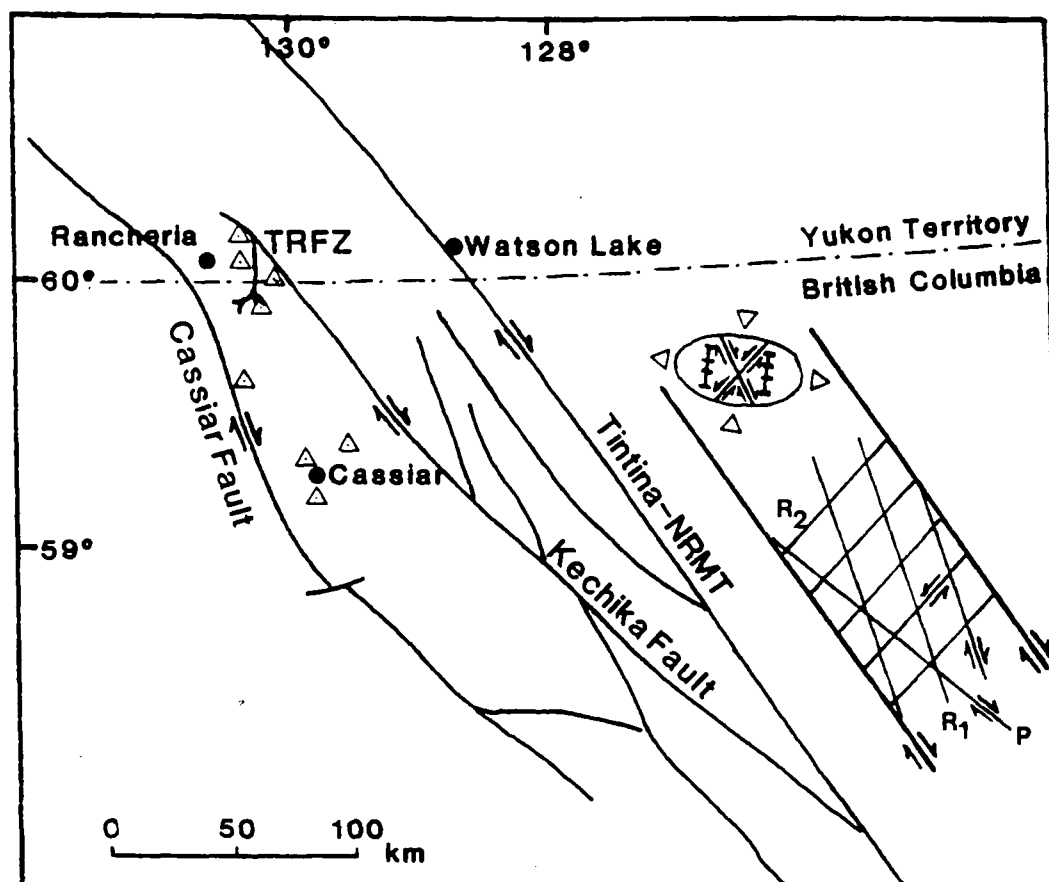 130°
128°
Rancheria
TRFZ
Watson Lake
Yukon Territory
60°
British Columbia
Cassiar Fault
Cassiar
Tintina-NRMT
R2
59°
Kechika Fault
R1
P
0 50 100
km